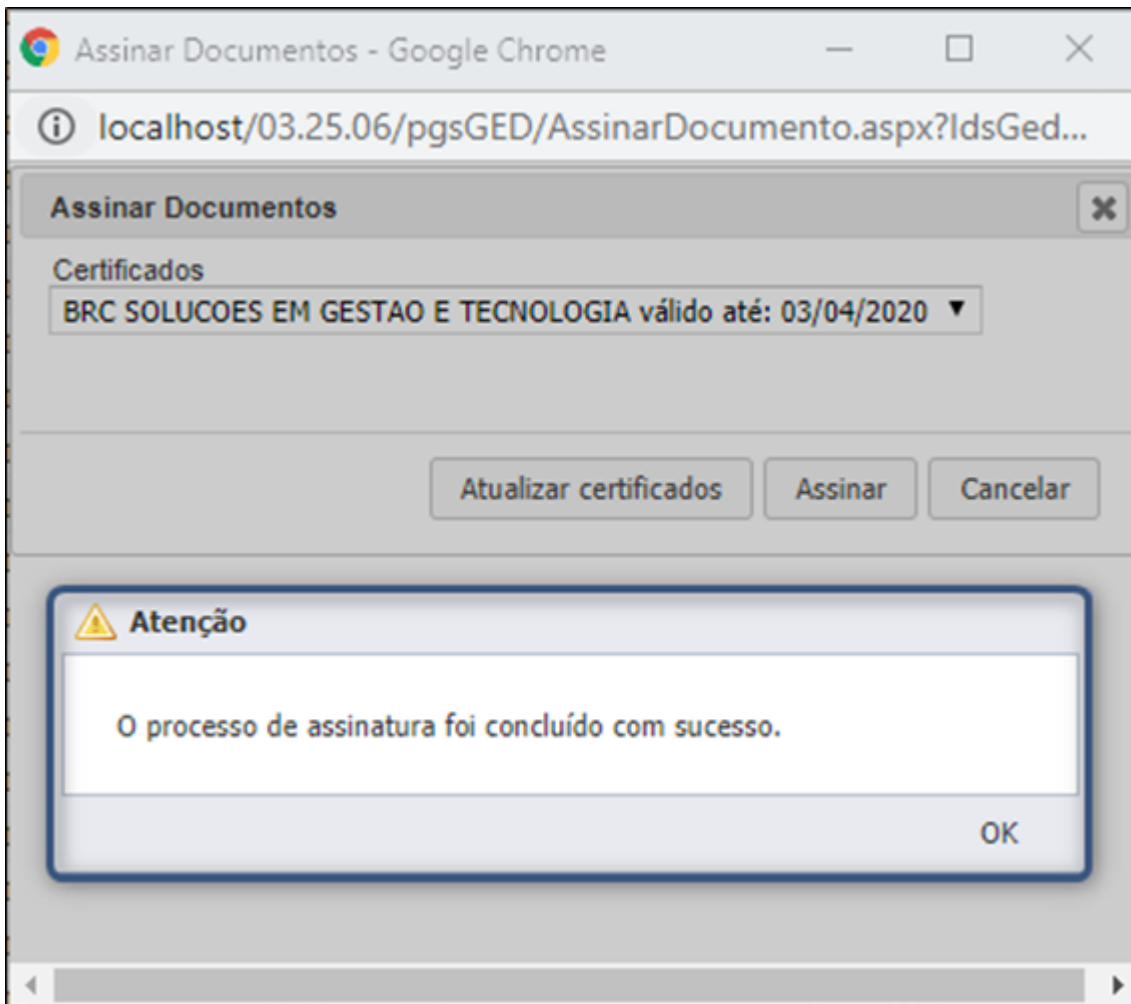 Assinar Documentos - Google Chrome
localhost/03.25.06/pgsGED/AssinarDocumento.aspx?IdsGed...
Assinar Documentos
Certificados
BRC SOLUCOES EM GESTAO E TECNOLOGIA válido até: 03/04/2020
Atualizar certificados Assinar Cancelar
Atenção
O processo de assinatura foi concluído com sucesso.
OK